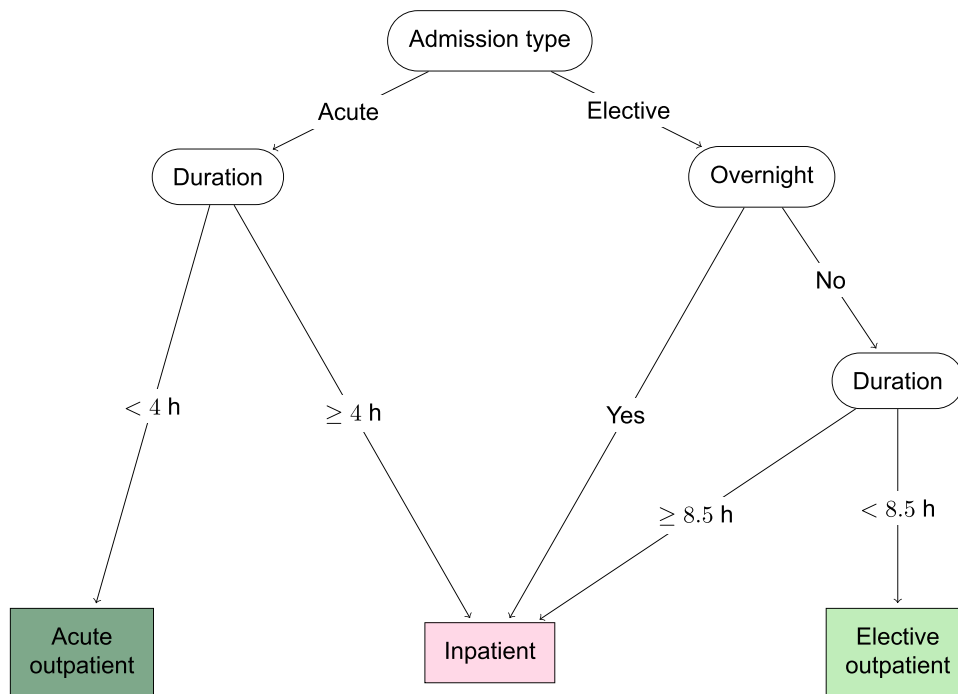 Admission type
Acute
Elective
Duration
Overnight
No
Duration
< 4 h
≥ 4 h
Yes
≥ 8.5 h
< 8.5 h
Acute
outpatient
Inpatient
Elective
outpatient